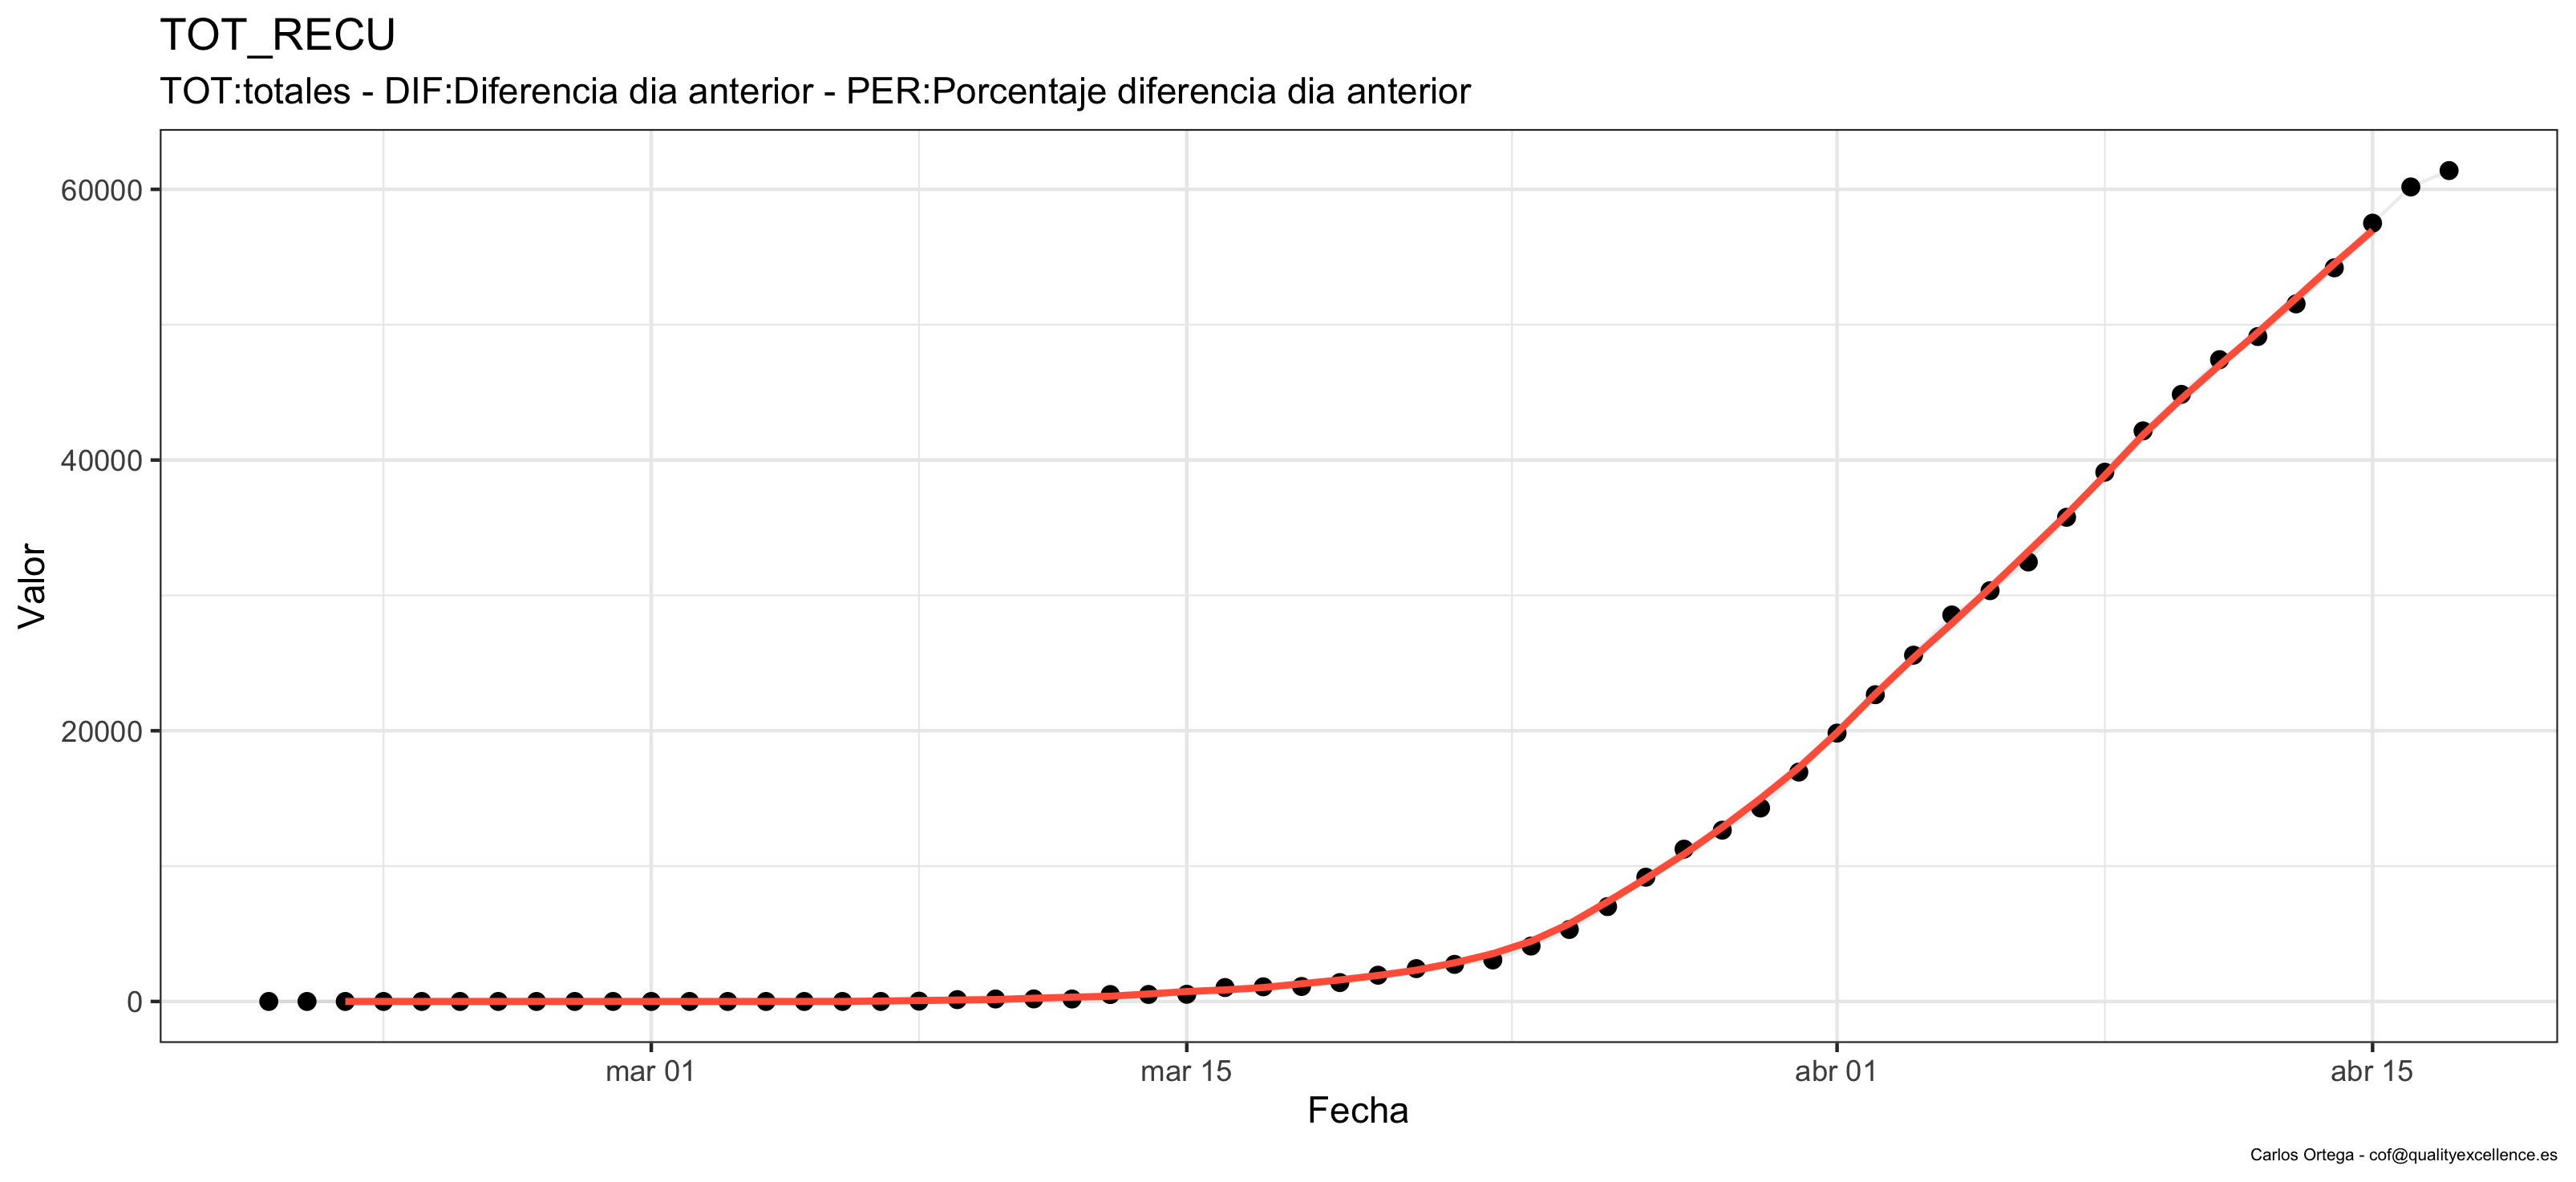 TOT_RECU
TOT:totales - DIF:Diferencia dia anterior - PER:Porcentaje diferencia dia anterior
60000
40000
20000
0
Valor
mar 01
mar 15
abr 01
abr 15
Fecha
Carlos Ortega - cof@qualityexcellence.es